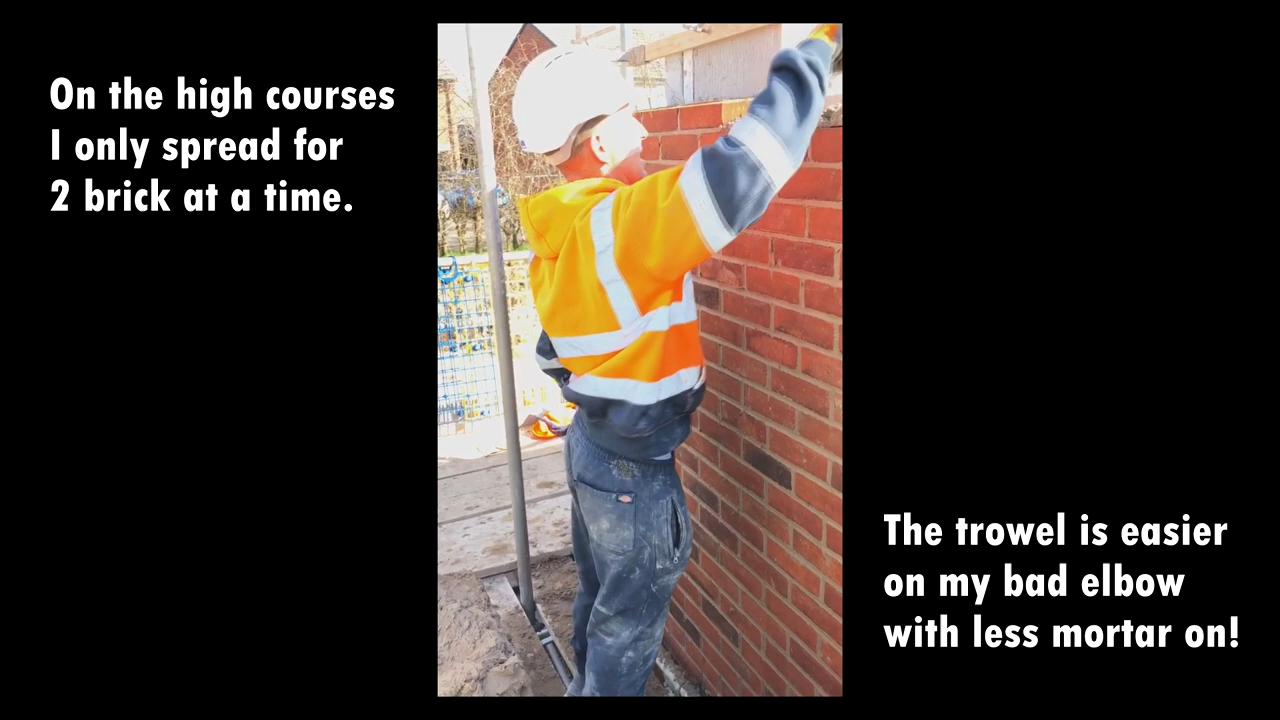 On the high courses
I only spread for
2 brick at a time.
The trowel is easier
on my bad elbow
with less mortar on!